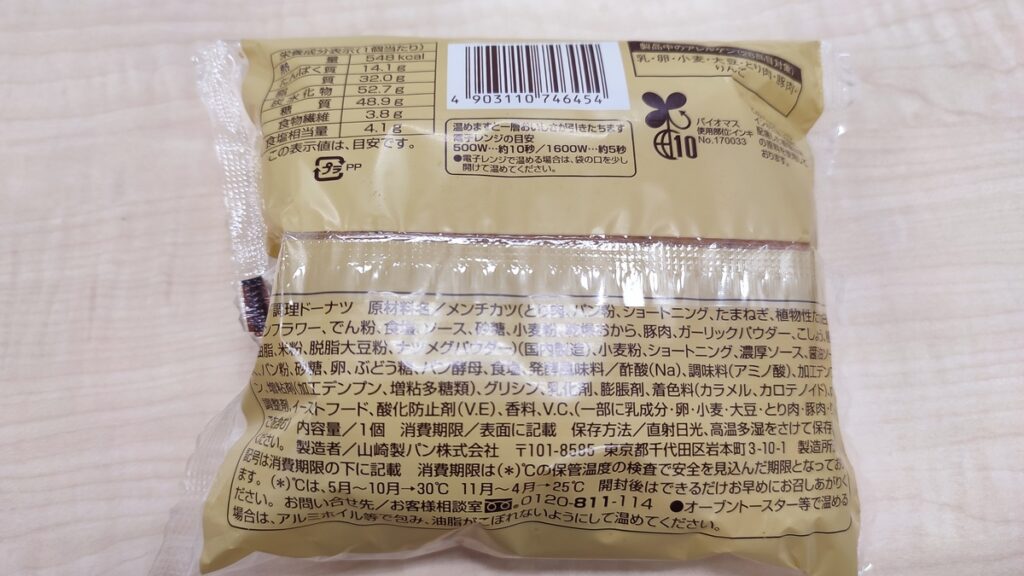 栄養成分表示(1個当たり)
熱量 548kcal
たんぱく質 14.1g
脂質 32.0g
炭水化物 52.7g
糖質 48.9g
食物繊維 3.8g
食塩相当量 4.1g
この表示値は、目安です。
プラ PP
4 903110 746454
温めますと一層おいしさが引きたちます
電子レンジの目安
500W…約10秒/1600W…約5秒
●電子レンジで温める場合は、袋の口を少し
開けて温めてください。
製品中のアレルゲン
乳・卵・小麦・大豆・とり肉・豚肉・
りんご
バイオマス
使用部位:インキ
No.170033
10
調理ドーナツ 原材料名/メンチカツ(とり肉、パン粉、ショートニング、たまねぎ、植物性
フラワー、でん粉、食塩、ソース、砂糖、小麦粉、おから、豚肉、ガーリックパウダー、こしょう
油脂、米粉、脱脂大豆粉、ナツメグパウダー)(国内製造)、小麦粉、ショートニング、濃厚ソース、醤油
パン粉、砂糖、卵、ぶどう糖、パン酵母、食塩、発酵風味料/酢酸(Na)、調味料(アミノ酸)、加工デン
増粘剤(加工デンプン、増粘多糖類)、グリシン、乳化剤、膨脹剤、着色料(カラメル、カロテノイド)
調整剤、イーストフード、酸化防止剤(V.E)、香料、V.C、(一部に乳成分・卵・小麦・大豆・とり肉・豚肉・
内容量/1個 消費期限/表面に記載 保存方法/直射日光、高温多湿をさけて保存
ください。 製造者/山崎製パン株式会社 〒101-8585 東京都千代田区岩本町3-10-1 製造所
記号は消費期限の下に記載 消費期限は(*)℃の保管温度の検査で安全を見込んだ期限となってお
ます。(*)℃は、5月~10月→30℃ 11月~4月→25℃ 開封後はできるだけお早めにお召しあがりく
ださい。 お問い合せ先/お客様相談室 0120-811-114 ●オーブントースター等で温める
場合は、アルミホイル等で包み、油脂がこぼれないようにして温めてください。